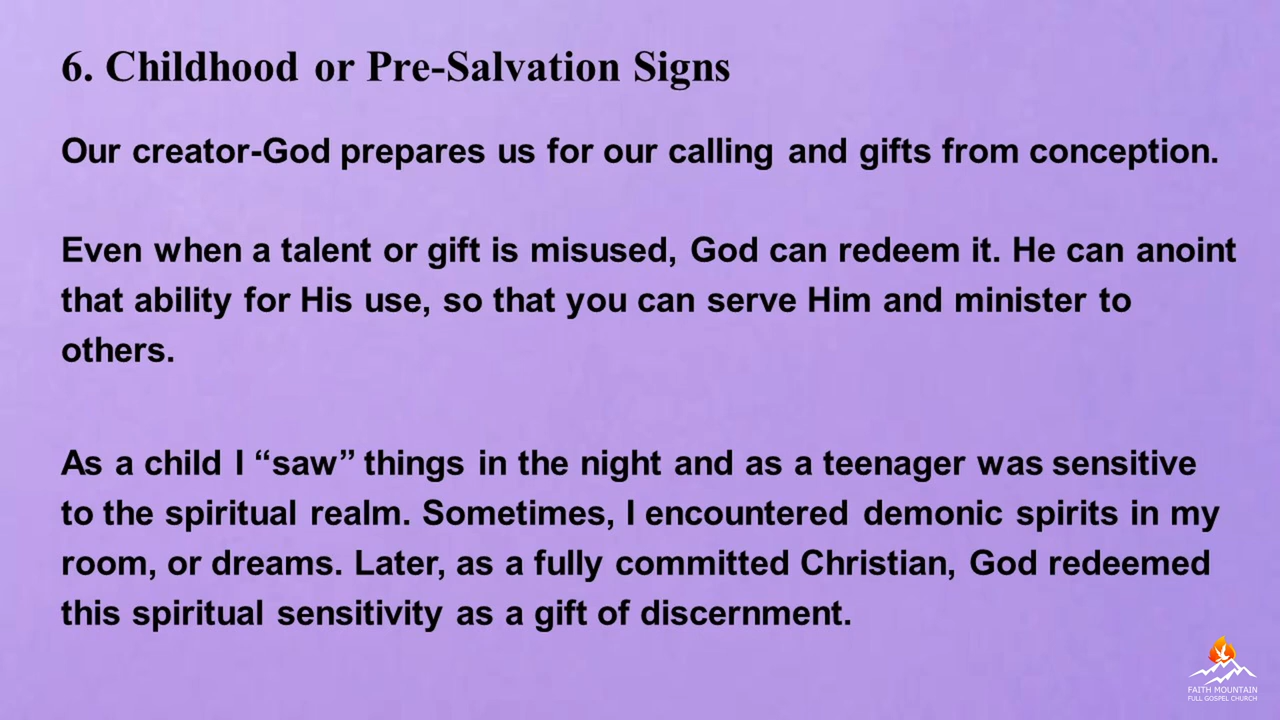 6. Childhood or Pre-Salvation Signs
Our creator-God prepares us for our calling and gifts from conception.
Even when a talent or gift is misused, God can redeem it. He can anoint
that ability for His use, so that you can serve Him and minister to
others.
As a child I “saw” things in the night and as a teenager was sensitive
to the spiritual realm. Sometimes, I encountered demonic spirits in my
room, or dreams. Later, as a fully committed Christian, God redeemed
this spiritual sensitivity as a gift of discernment.
FAITH MOUNTAIN
FULL GOSPEL CHURCH